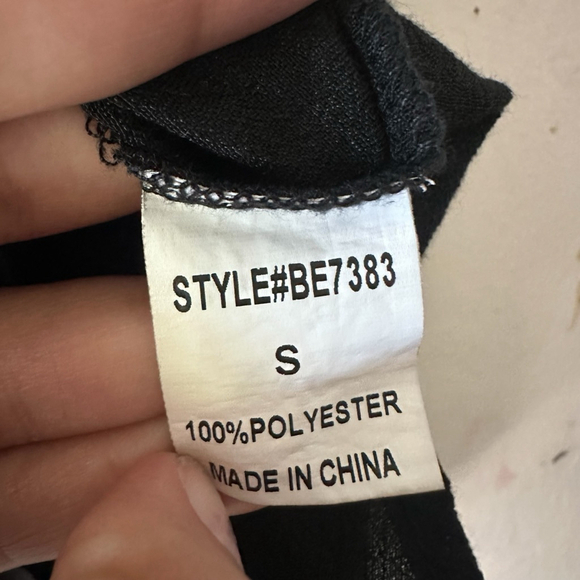 STYLE#BE7383
S
100%POLYESTER
MADE IN CHINA